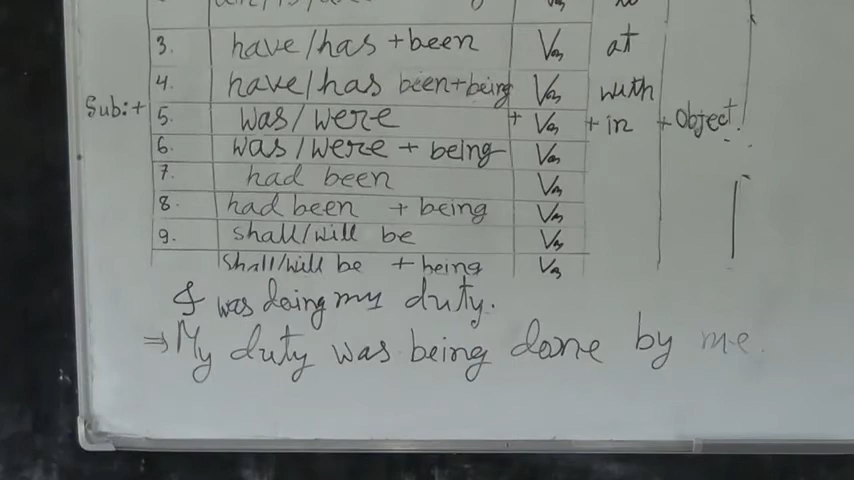 3. have/has + been V₃ at
4. have/has been + being V₃ with
Sub: + 5. was/were + V₃ + in + object.
6. was/were + being V₃
7. had been V₃
8. had been + being V₃
9. shall/will be V₃
shall/will be + being V₃
I was doing my duty.
⇒ My duty was being done by me.